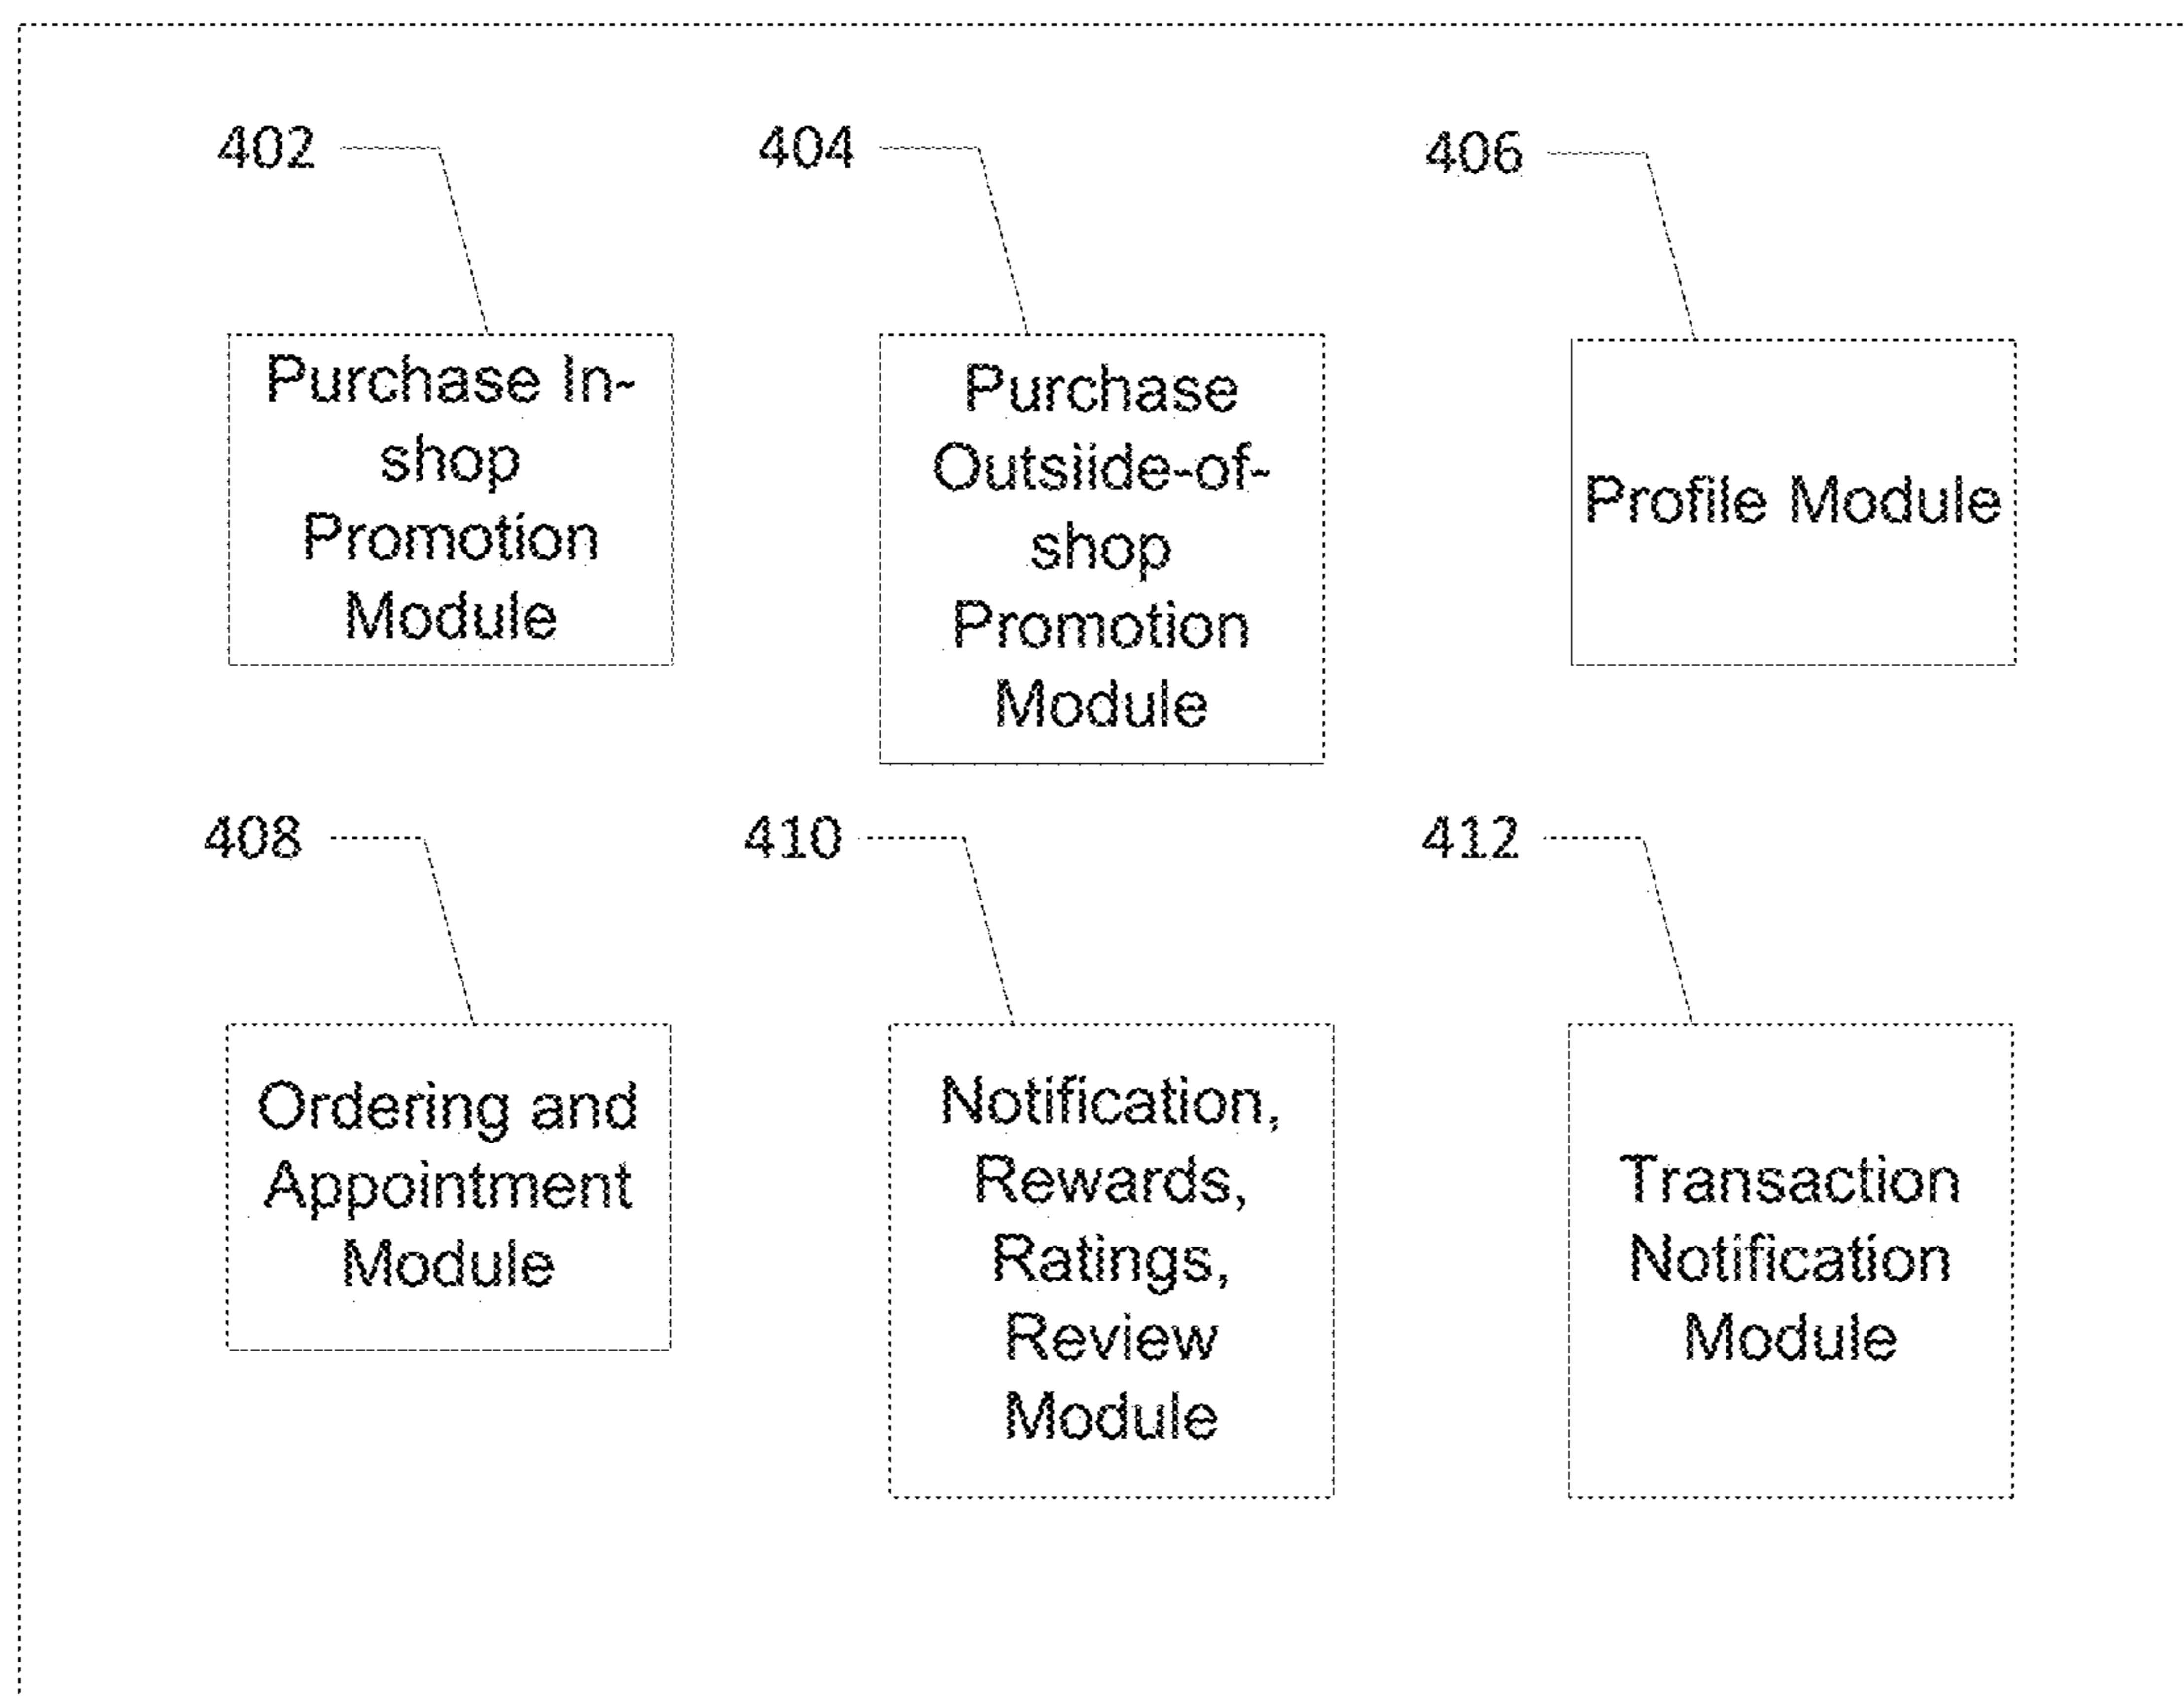 402
404
406
Purchase In-
shop
Promotion
Module
Purchase
Outsiide-of-
shop
Promotion
Module
Profile Module
408
410
412
Ordering and
Appointment
Module
Notification,
Rewards,
Ratings,
Review
Module
Transaction
Notification
Module